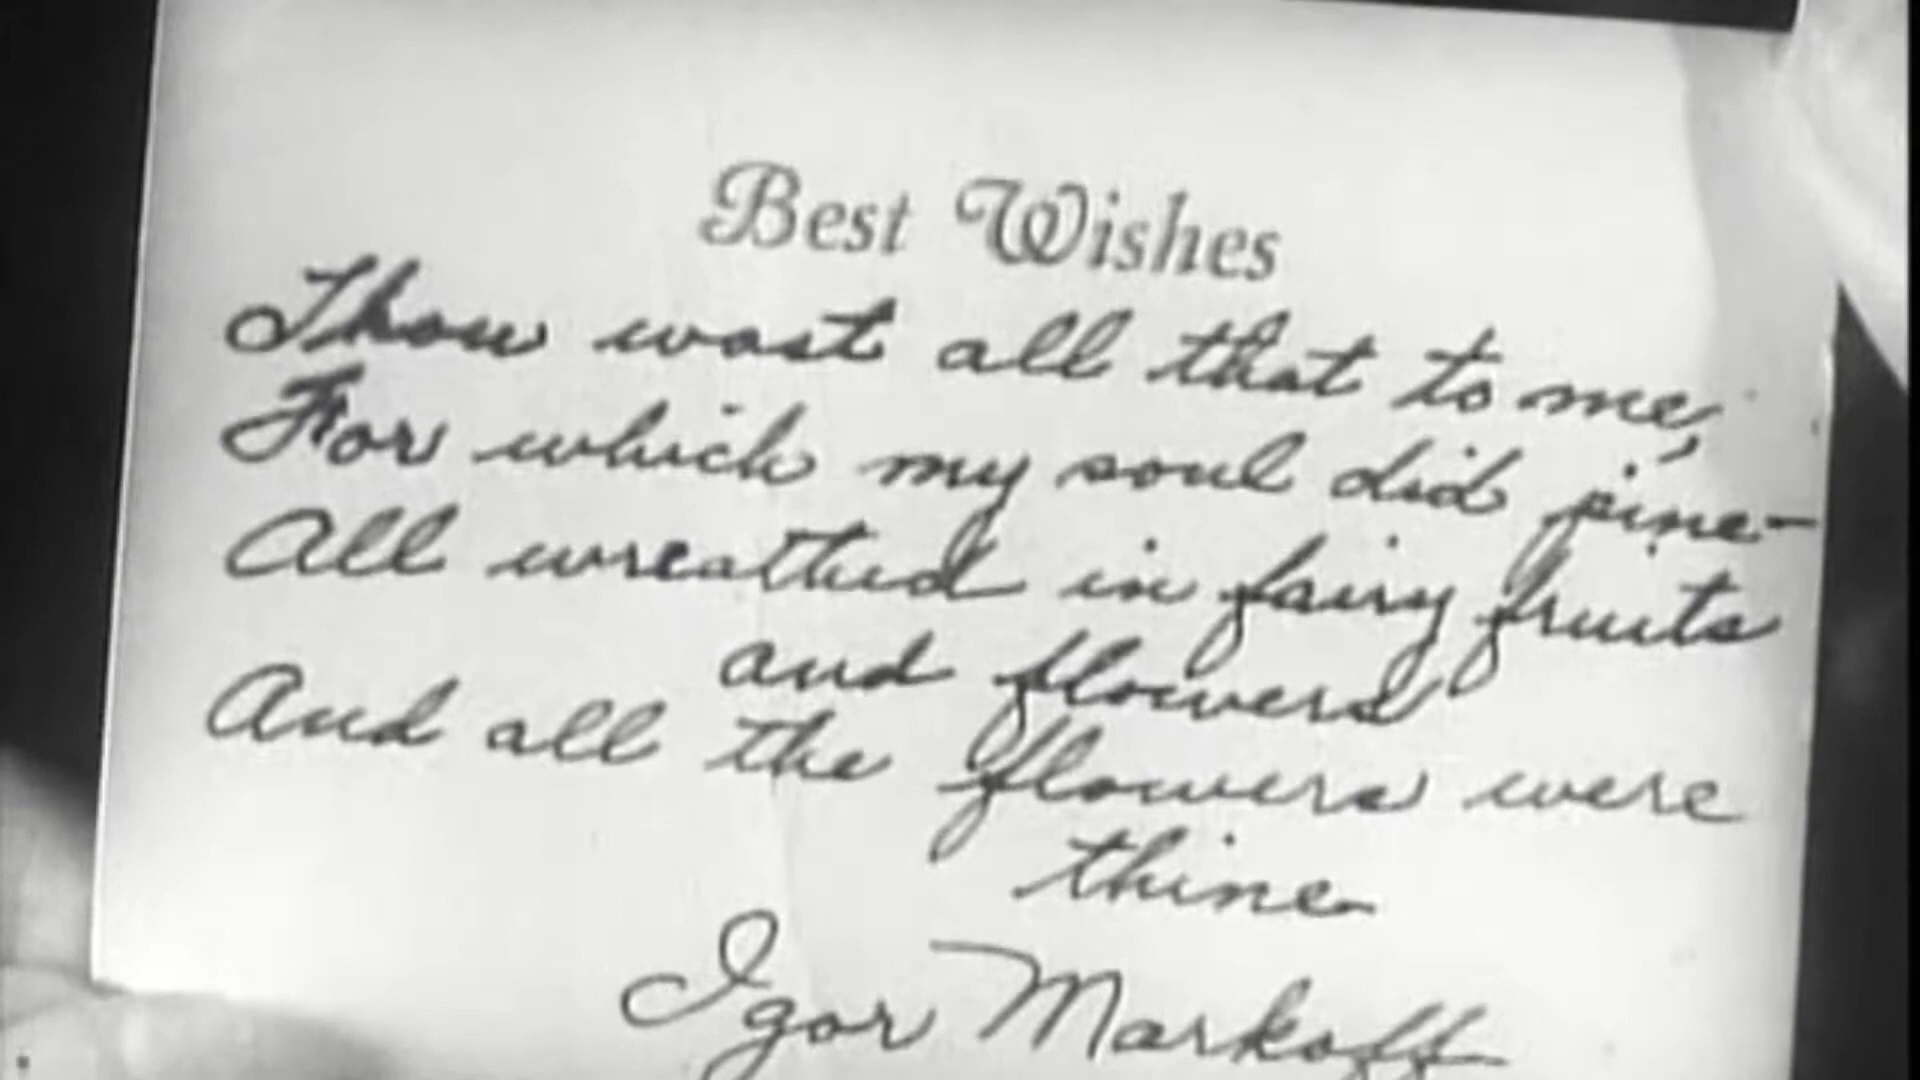 Best Wishes
Thou wast all that to me,
For which my soul did pine—
All wreathed in fairy fruits
and flowers
And all the flowers were
thine
Igor Markoff